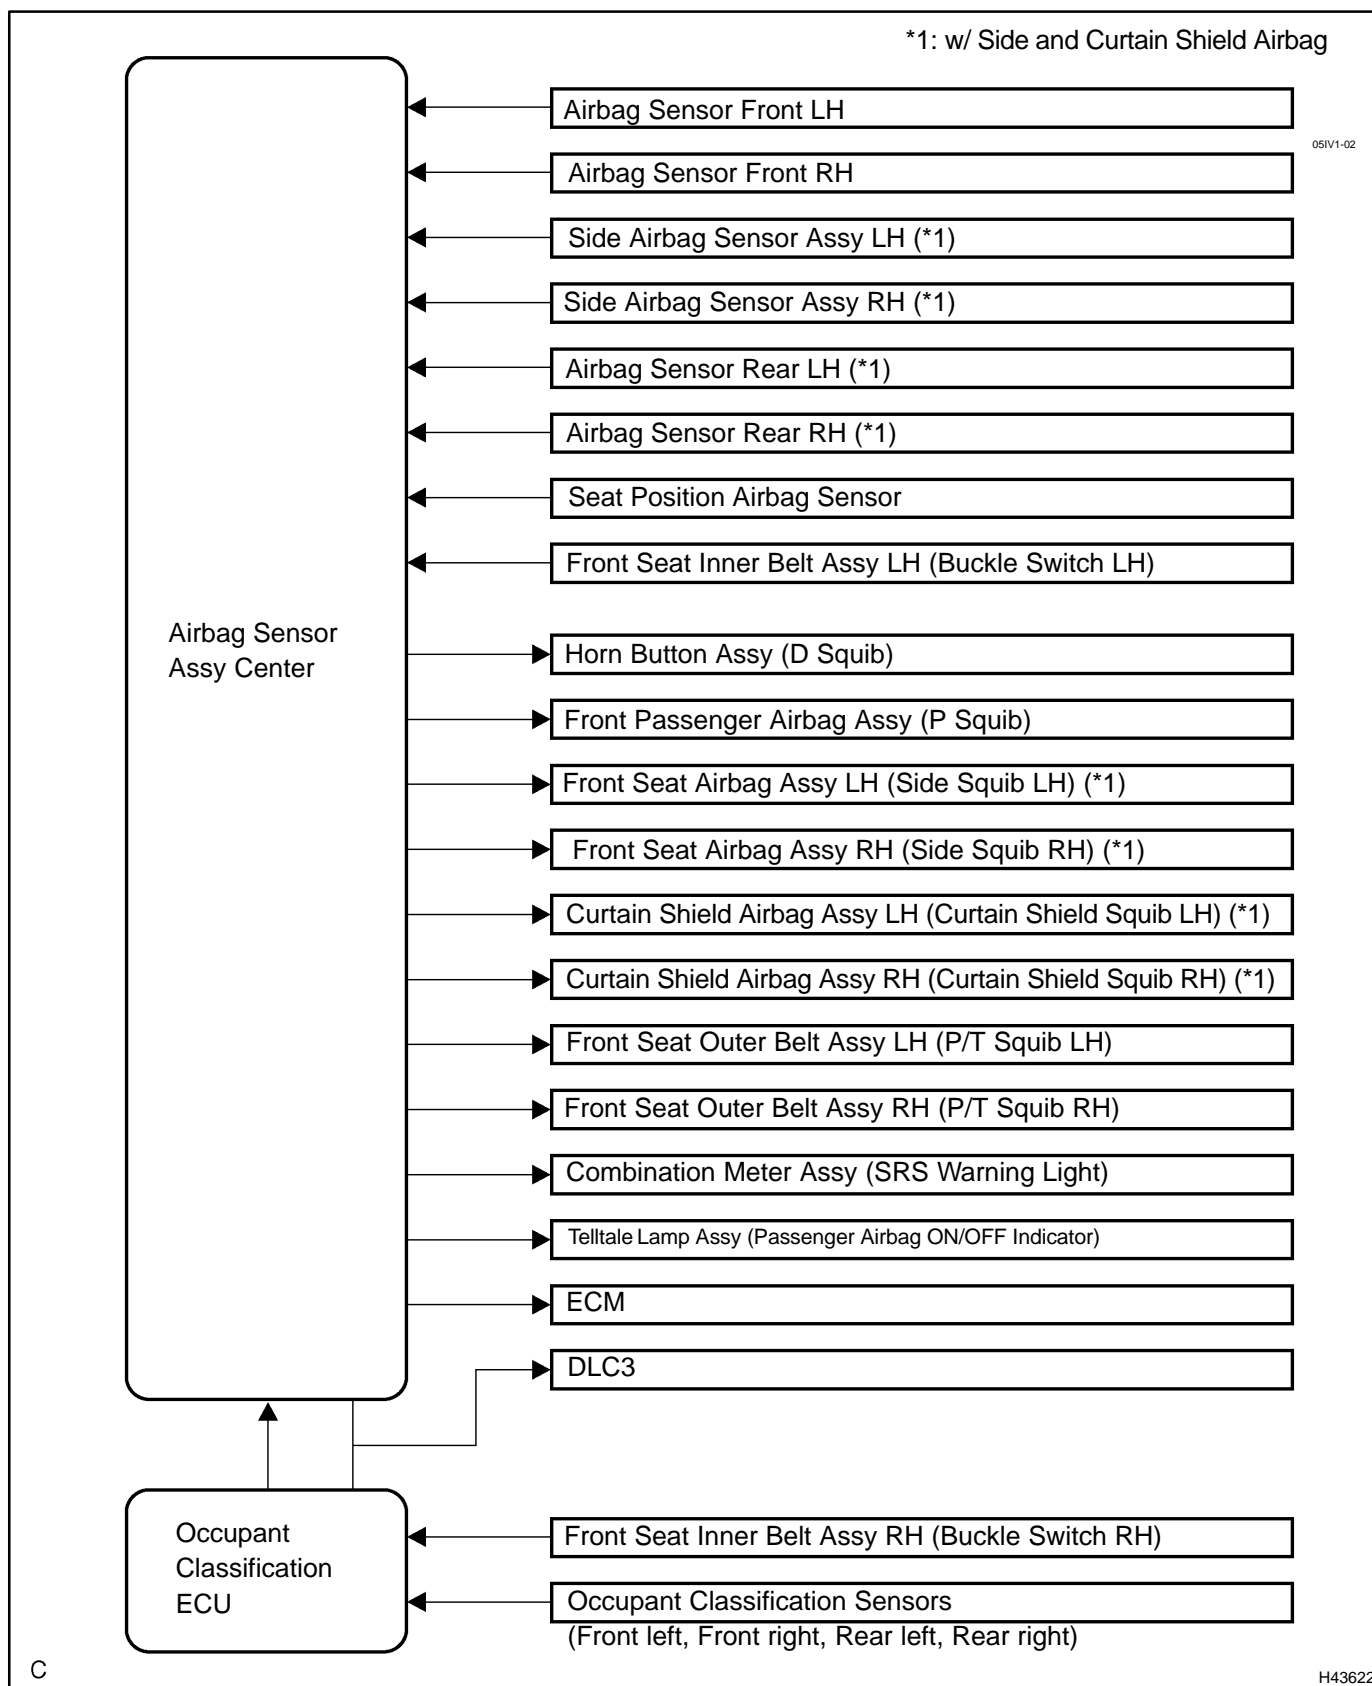 *1: w/ Side and Curtain Shield Airbag
Airbag Sensor Front LH
05IV1-02
Airbag Sensor Front RH
Side Airbag Sensor Assy LH (*1)
Side Airbag Sensor Assy RH (*1)
Airbag Sensor Rear LH (*1)
Airbag Sensor Rear RH (*1)
Seat Position Airbag Sensor
Front Seat Inner Belt Assy LH (Buckle Switch LH)
Airbag Sensor
Assy Center
Horn Button Assy (D Squib)
Front Passenger Airbag Assy (P Squib)
Front Seat Airbag Assy LH (Side Squib LH) (*1)
Front Seat Airbag Assy RH (Side Squib RH) (*1)
Curtain Shield Airbag Assy LH (Curtain Shield Squib LH) (*1)
Curtain Shield Airbag Assy RH (Curtain Shield Squib RH) (*1)
Front Seat Outer Belt Assy LH (P/T Squib LH)
Front Seat Outer Belt Assy RH (P/T Squib RH)
Combination Meter Assy (SRS Warning Light)
Telltale Lamp Assy (Passenger Airbag ON/OFF Indicator)
ECM
DLC3
Occupant
Classification
ECU
Front Seat Inner Belt Assy RH (Buckle Switch RH)
Occupant Classification Sensors
(Front left, Front right, Rear left, Rear right)
C
H43622